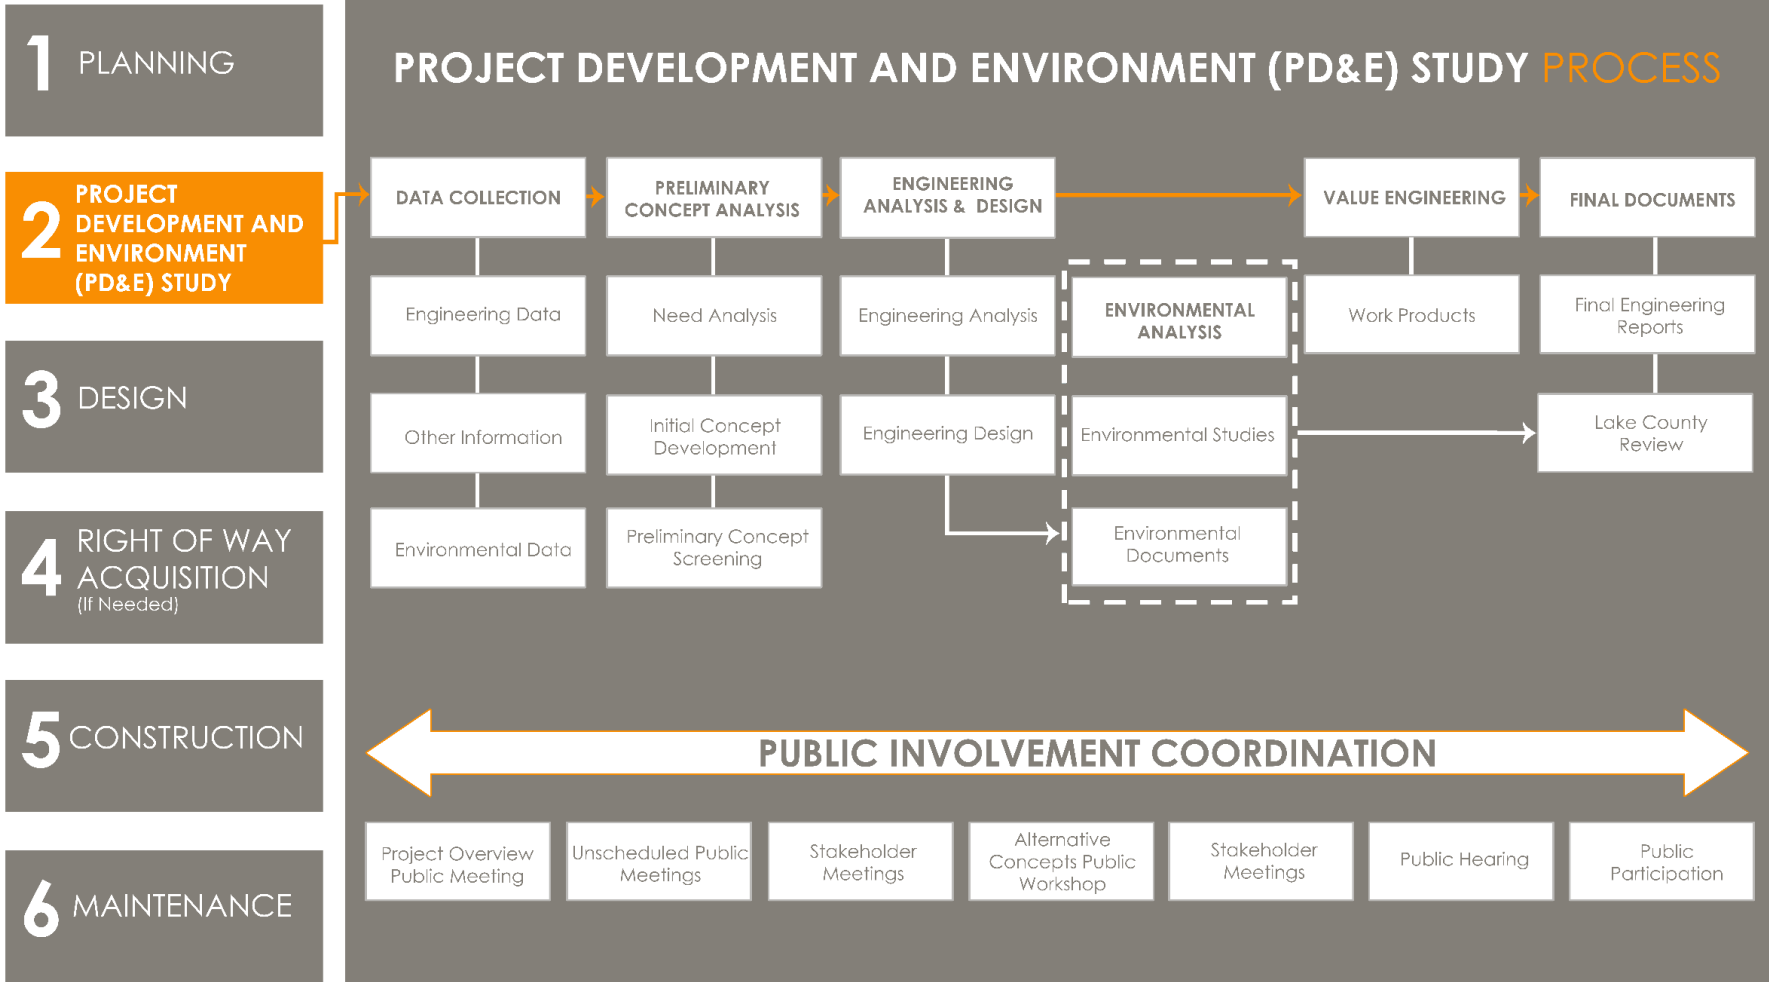 1 PLANNING
2 PROJECT
DEVELOPMENT AND
ENVIRONMENT
(PD&E) STUDY
3 DESIGN
4 RIGHT OF WAY
ACQUISITION
(If Needed)
5 CONSTRUCTION
6 MAINTENANCE
PROJECT DEVELOPMENT AND ENVIRONMENT (PD&E) STUDY PROCESS
DATA COLLECTION
Engineering Data
Other Information
Environmental Data
PRELIMINARY
CONCEPT ANALYSIS
Need Analysis
Initial Concept
Development
Preliminary Concept
Screening
ENGINEERING
ANALYSIS & DESIGN
Engineering Analysis
Engineering Design
ENVIRONMENTAL
ANALYSIS
Environmental Studies
Environmental
Documents
VALUE ENGINEERING
Work Products
FINAL DOCUMENTS
Final Engineering
Reports
Lake County
Review
PUBLIC INVOLVEMENT COORDINATION
Project Overview
Public Meeting
Unscheduled Public
Meetings
Stakeholder
Meetings
Alternative
Concepts Public
Workshop
Stakeholder
Meetings
Public Hearing
Public
Participation